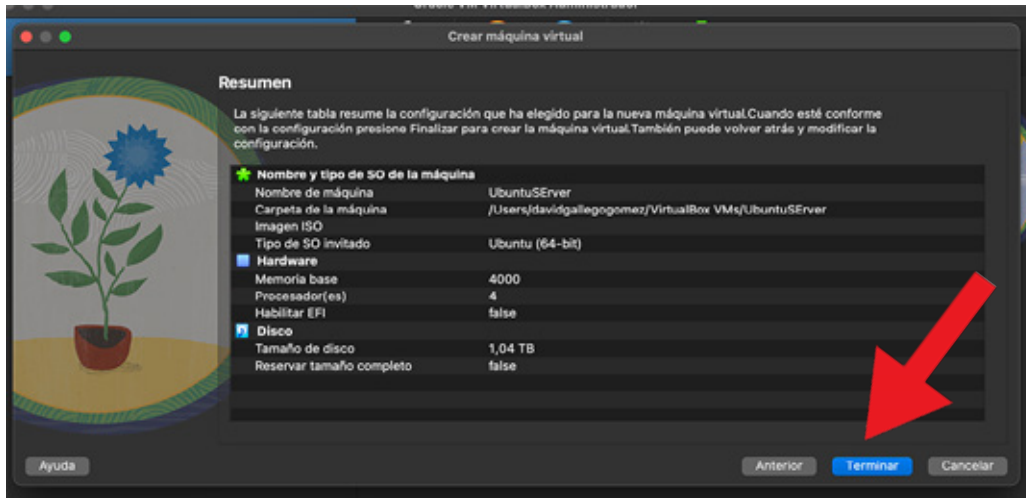 Oracle VM VirtualBox Administrador
Crear máquina virtual
Resumen
La siguiente tabla resume la configuración que ha elegido para la nueva máquina virtual.Cuando esté conforme
con la configuración presione Finalizar para crear la máquina virtual.También puede volver atrás y modificar la
configuración.
Nombre y tipo de SO de la máquina
Nombre de máquina UbuntuSErver
Carpeta de la máquina /Users/davidgallegogomez/VirtualBox VMs/UbuntuSErver
Imagen ISO
Tipo de SO invitado Ubuntu (64-bit)
Hardware
Memoria base 4000
Procesador(es) 4
Habilitar EFI false
Disco
Tamaño de disco 1,04 TB
Reservar tamaño completo false
Ayuda Anterior Terminar Cancelar